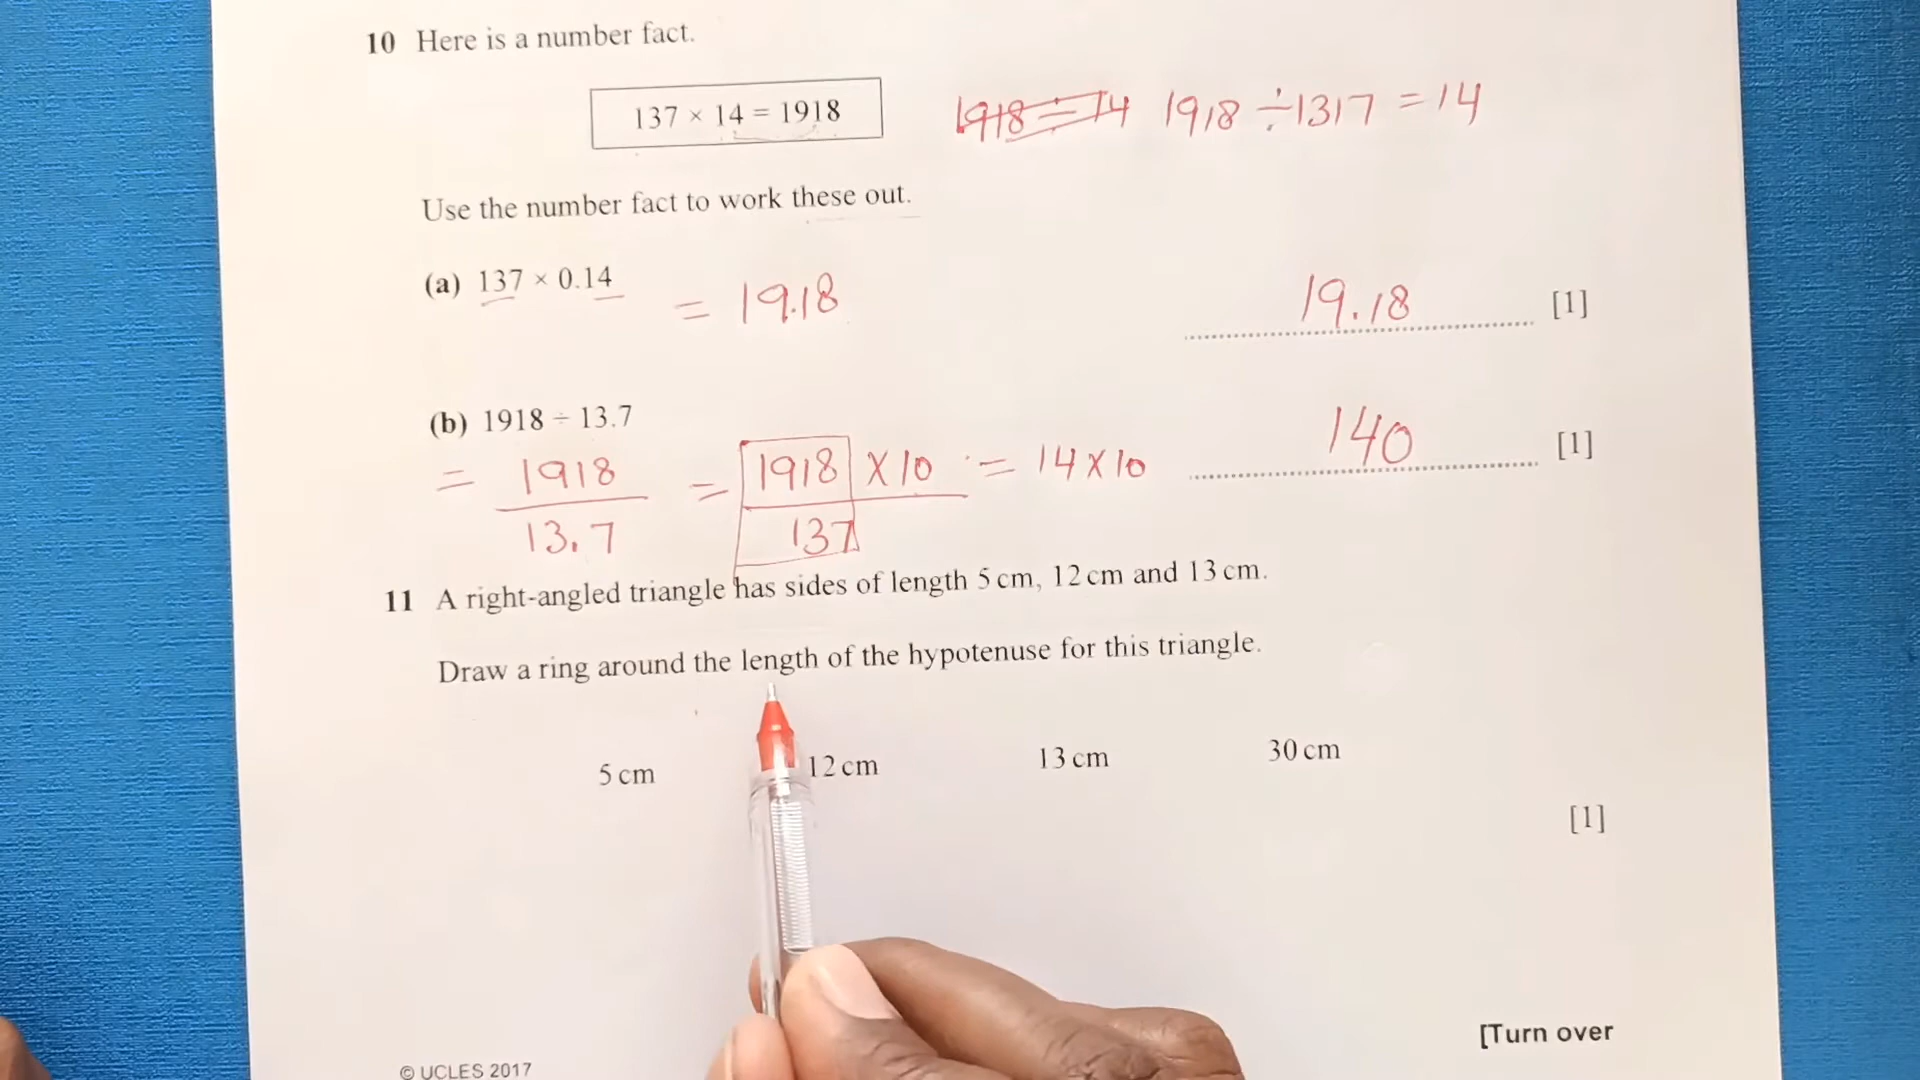 10 Here is a number fact.
137 × 14 = 1918
1918 ÷ 14 1918 ÷ 1317 = 14
Use the number fact to work these out.
(a) 137 × 0.14 = 19.18 19.18 [1]
(b) 1918 ÷ 13.7 140 [1]
= 1918 = 1918 × 10 = 14 × 10
13.7 137
11 A right-angled triangle has sides of length 5 cm, 12 cm and 13 cm.
Draw a ring around the length of the hypotenuse for this triangle.
5 cm 12 cm 13 cm 30 cm
[1]
[Turn over
© UCLES 2017